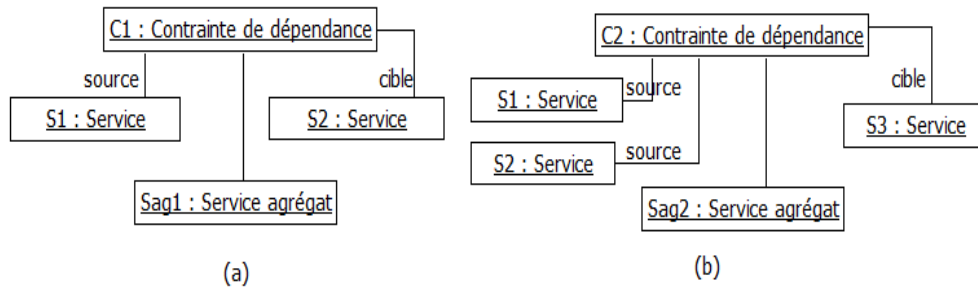 C1 : Contrainte de dépendance
source
cible
S1 : Service
S2 : Service
Sag1 : Service agrégat
(a)
C2 : Contrainte de dépendance
source
cible
S1 : Service
S3 : Service
source
S2 : Service
Sag2 : Service agrégat
(b)